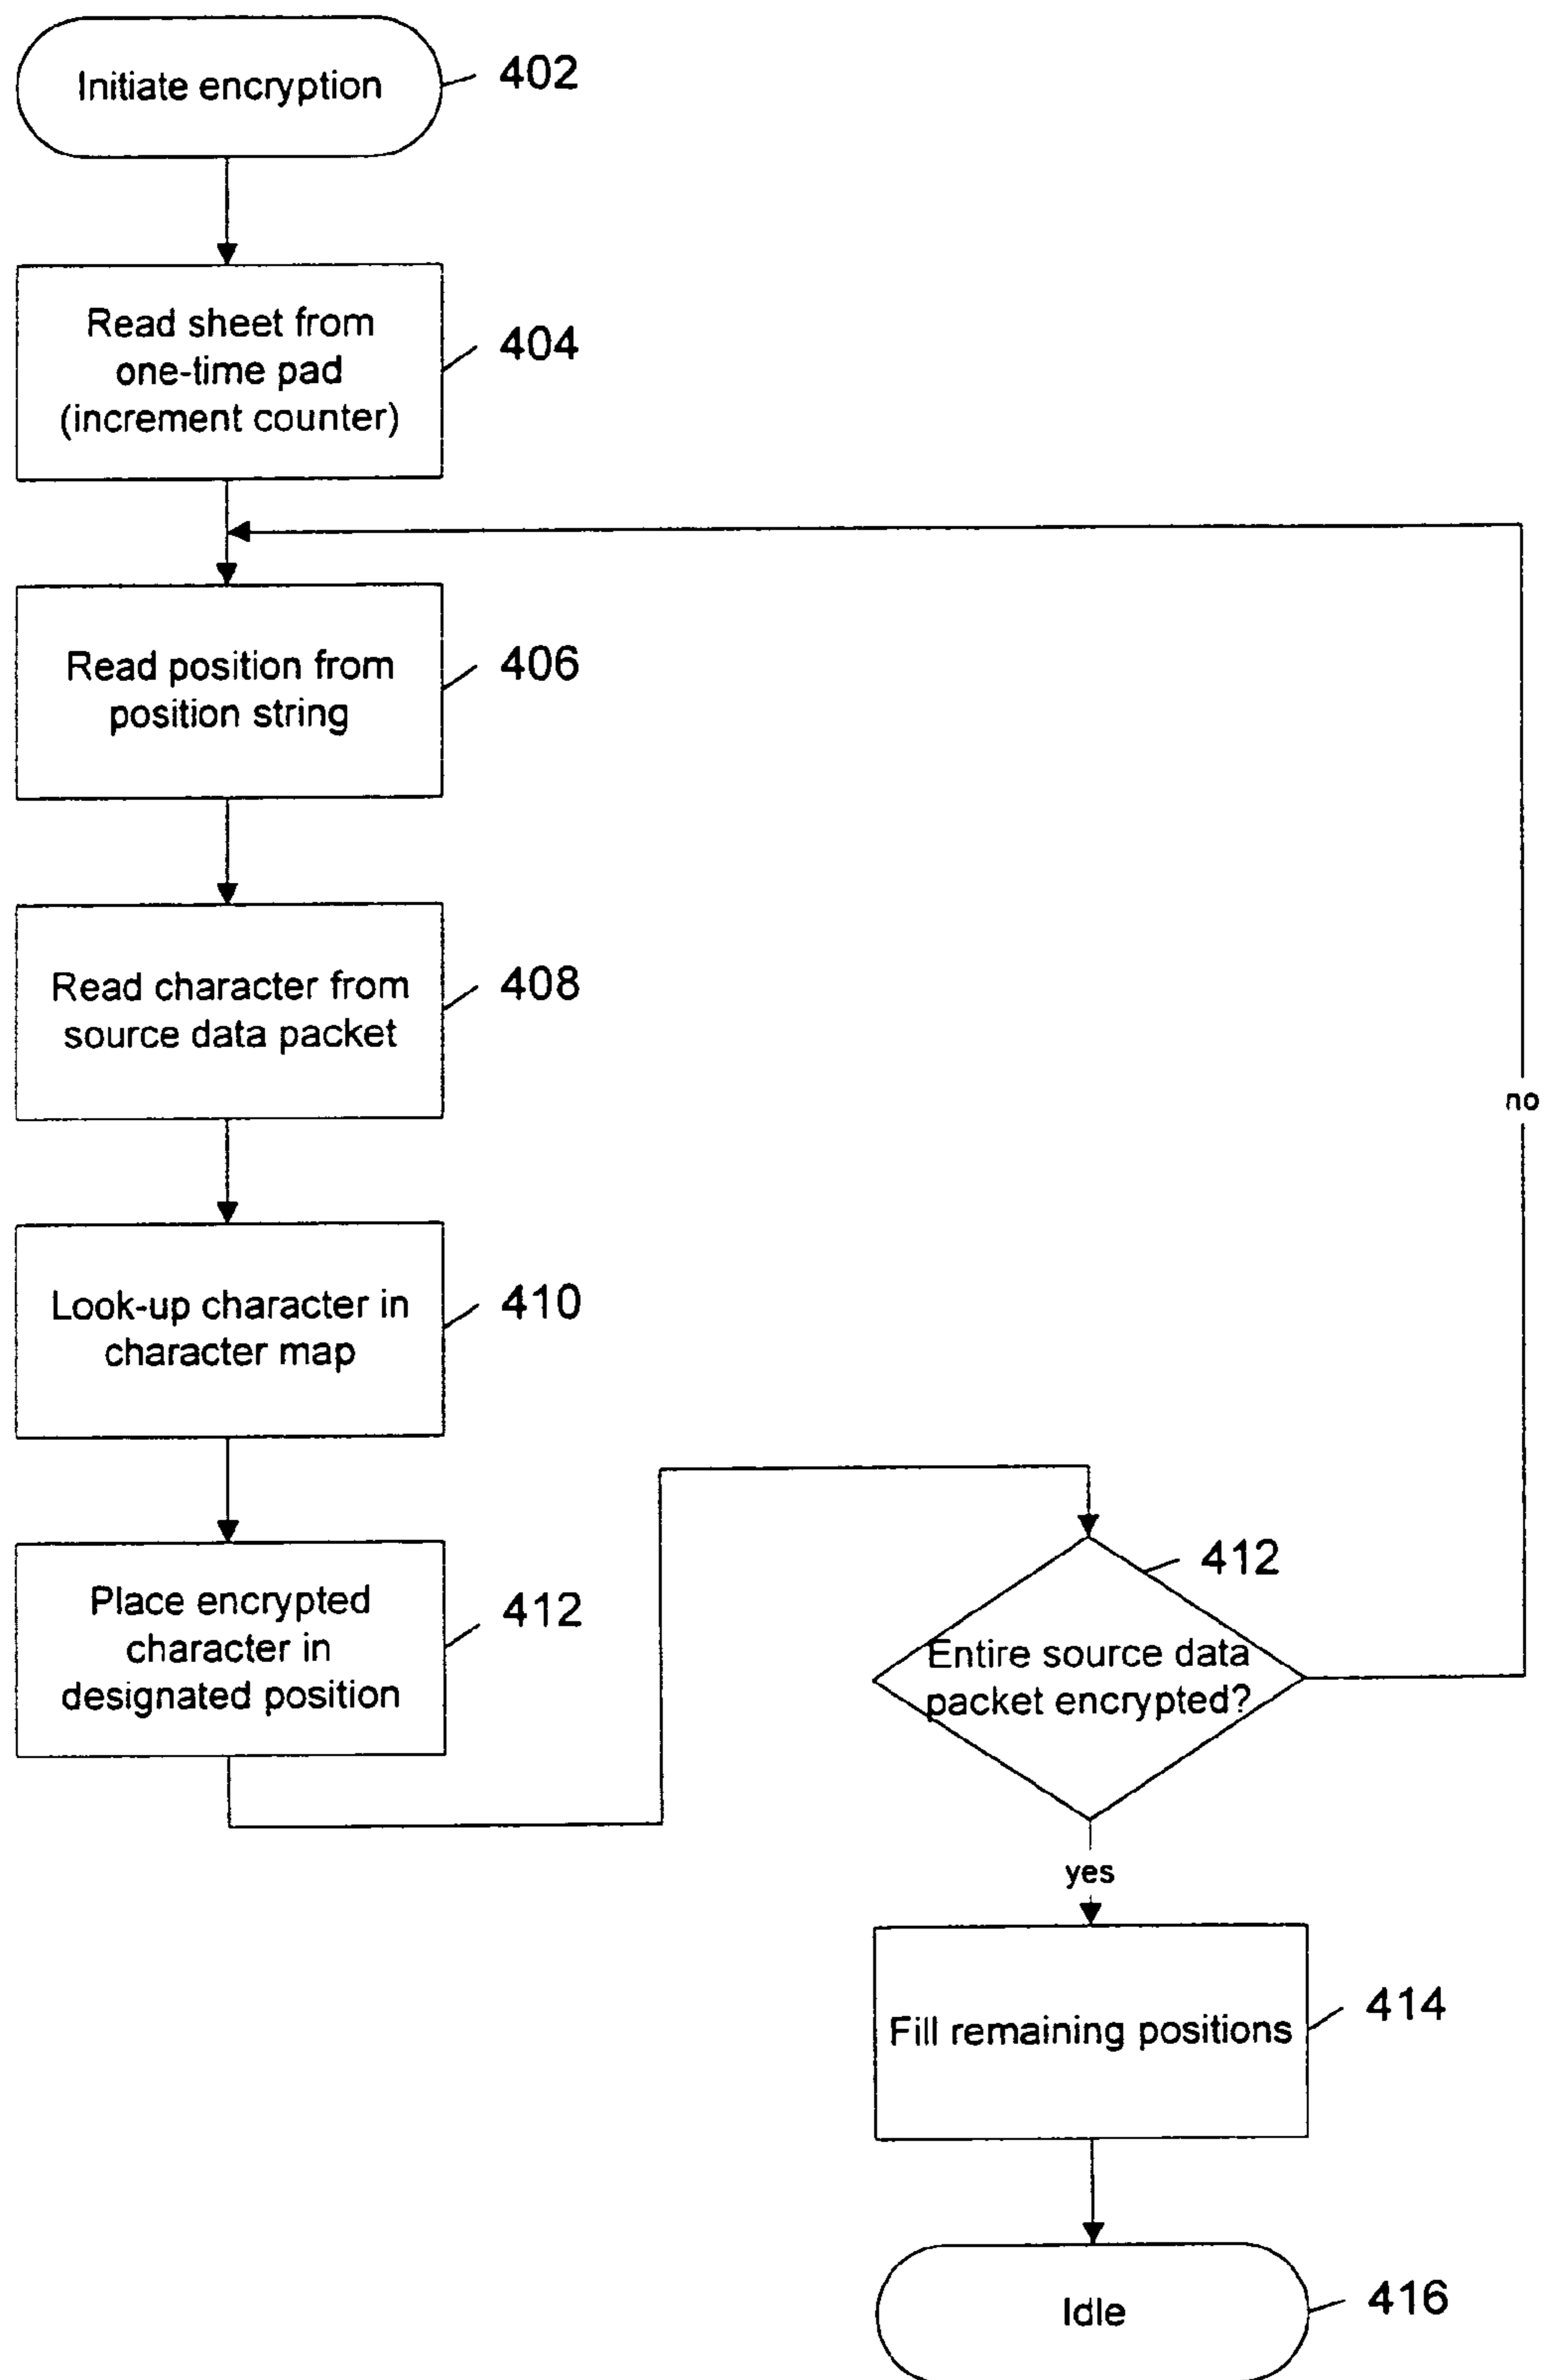 Initiate encryption
402
Read sheet from
one-time pad
(increment counter)
404
Read position from
position string
406
Read character from
source data packet
408
no
Look-up character in
character map
410
Place encrypted
character in
designated position
412
412
Entire source data
packet encrypted?
yes
Fill remaining positions
414
Idle
416